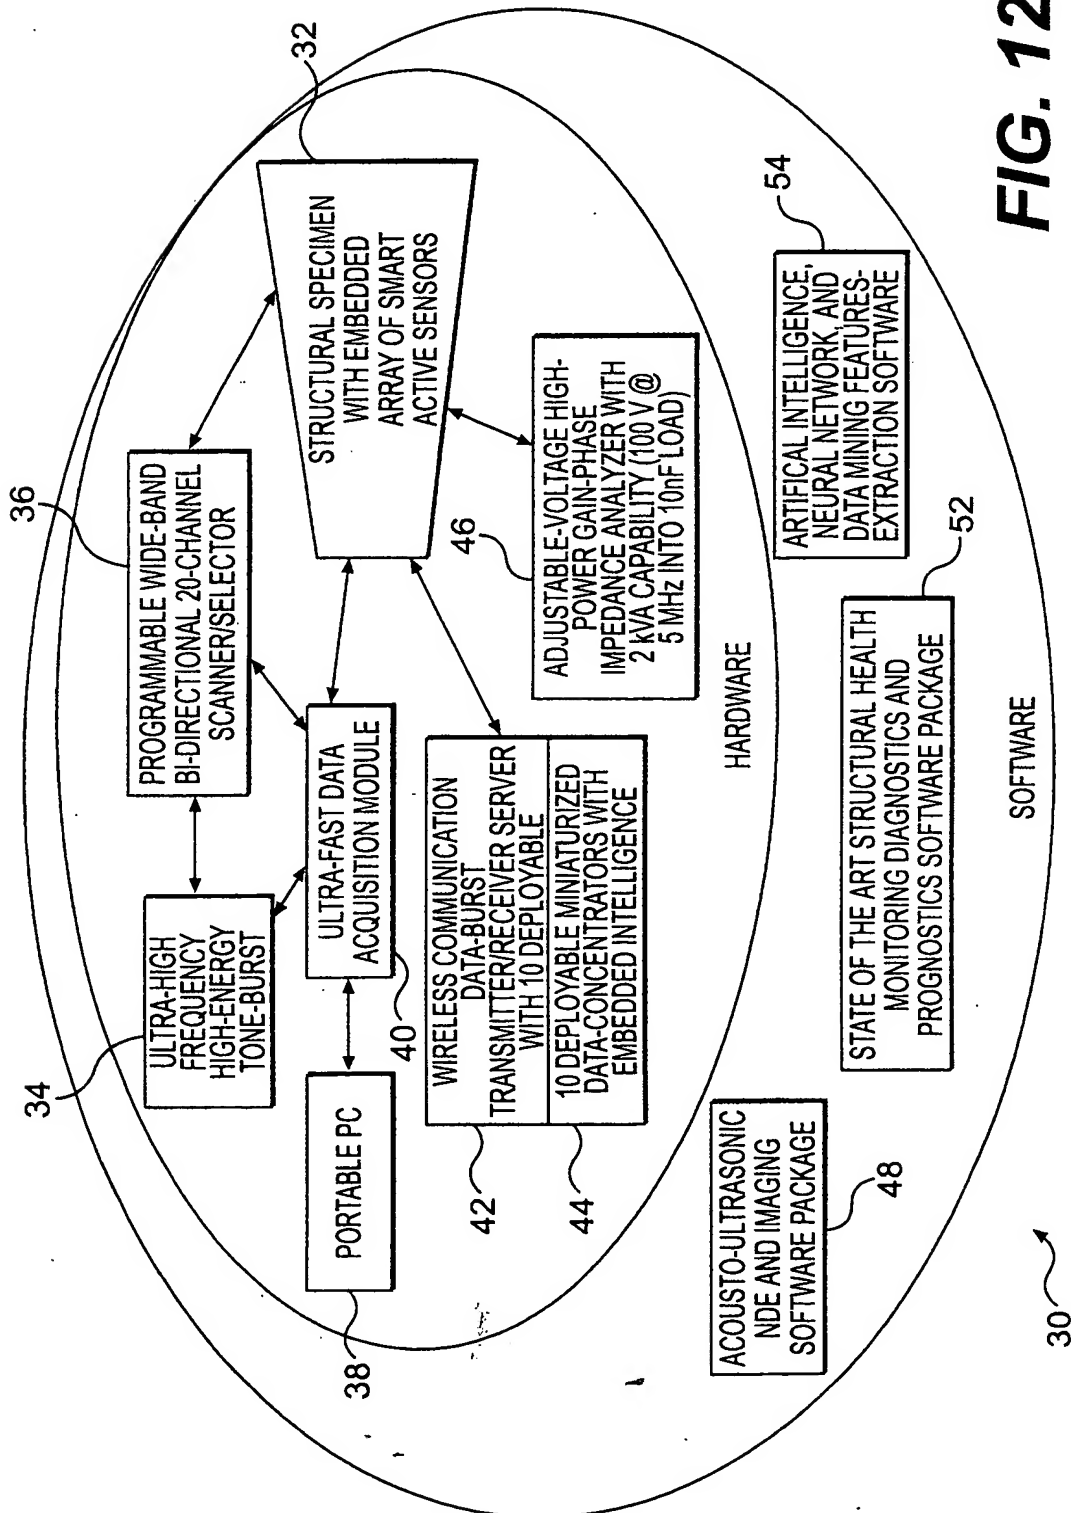 34
ULTRA-HIGH
FREQUENCY
HIGH-ENERGY
TONE-BURST
36
PROGRAMMABLE WIDE-BAND
BI-DIRECTIONAL 20-CHANNEL
SCANNER/SELECTOR
32
STRUCTURAL SPECIMEN
WITH EMBEDDED
ARRAY OF SMART
ACTIVE SENSORS
38
PORTABLE PC
40
ULTRA-FAST DATA
ACQUISITION MODULE
42
WIRELESS COMMUNICATION
DATA-BURST
TRANSMITTER/RECEIVER SERVER
WITH 10 DEPLOYABLE
44
10 DEPLOYABLE MINIATURIZED
DATA-CONCENTRATORS WITH
EMBEDDED INTELLIGENCE
46
ADJUSTABLE-VOLTAGE HIGH-
POWER GAIN-PHASE
IMPEDANCE ANALYZER WITH
2 kVA CAPABILITY (100 V @
5 MHz INTO 10nF LOAD)
HARDWARE
48
ACOUSTO-ULTRASONIC
NDE AND IMAGING
SOFTWARE PACKAGE
52
STATE OF THE ART STRUCTURAL HEALTH
MONITORING DIAGNOSTICS AND
PROGNOSTICS SOFTWARE PACKAGE
54
ARTIFICAL INTELLIGENCE,
NEURAL NETWORK, AND
DATA MINING FEATURES-
EXTRACTION SOFTWARE
SOFTWARE
30
FIG. 12